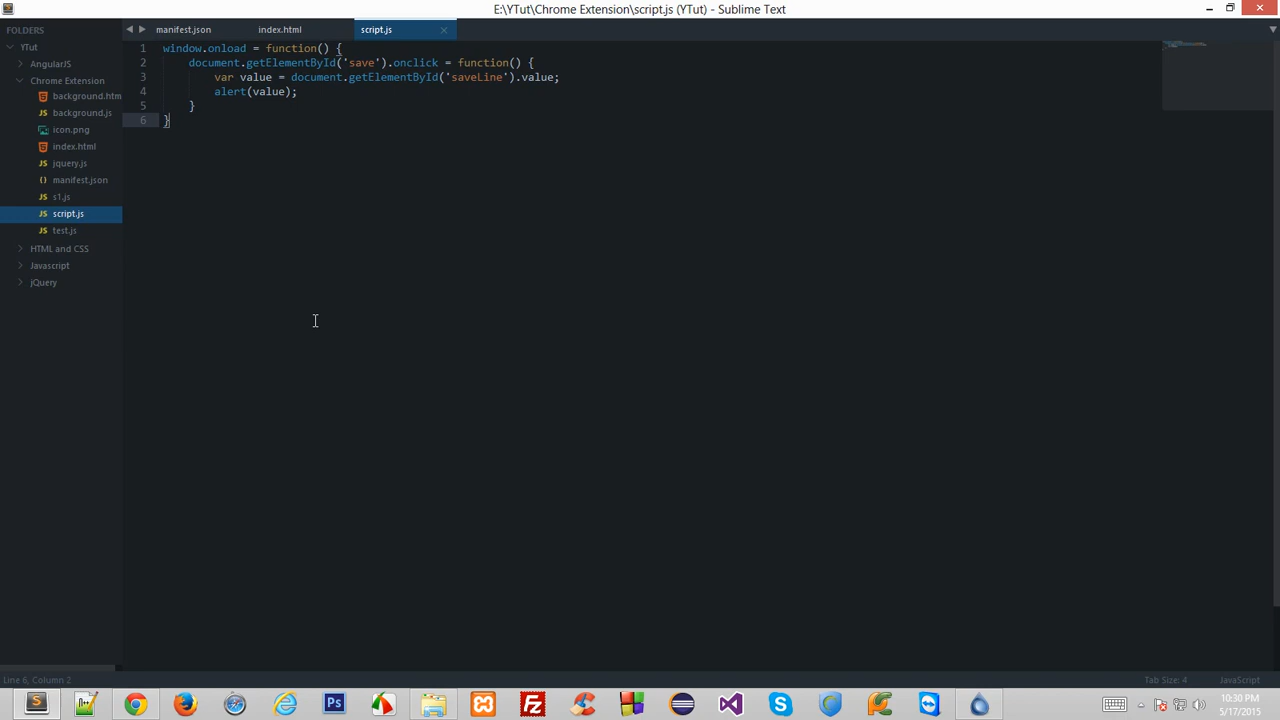 E:\YTut\Chrome Extension\script.js (YTut) - Sublime Text
FOLDERS
YTut
AngularJS
Chrome Extension
background.htm
background.js
icon.png
index.html
jquery.js
manifest.json
s1.js
script.js
test.js
HTML and CSS
Javascript
jQuery
manifest.json
index.html
script.js
1 window.onload = function() {
2 document.getElementById('save').onclick = function() {
3 var value = document.getElementById('saveLine').value;
4 alert(value);
5 }
6 }
Line 6, Column 2
Tab Size: 4
JavaScript
Ps
10:30 PM
5/17/2015